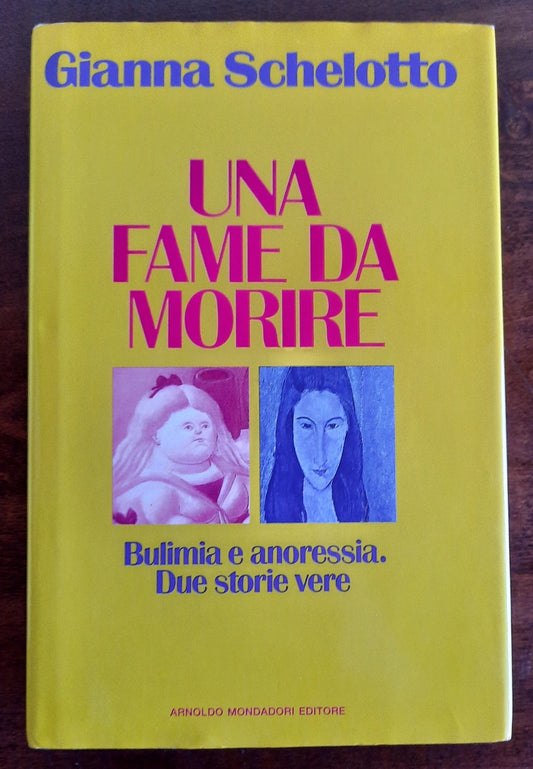 Gianna Schelotto
UNA
FAME DA
MORIRE
Bulimia e anoressia.
Due storie vere
ARNOLDO MONDADORI EDITORE